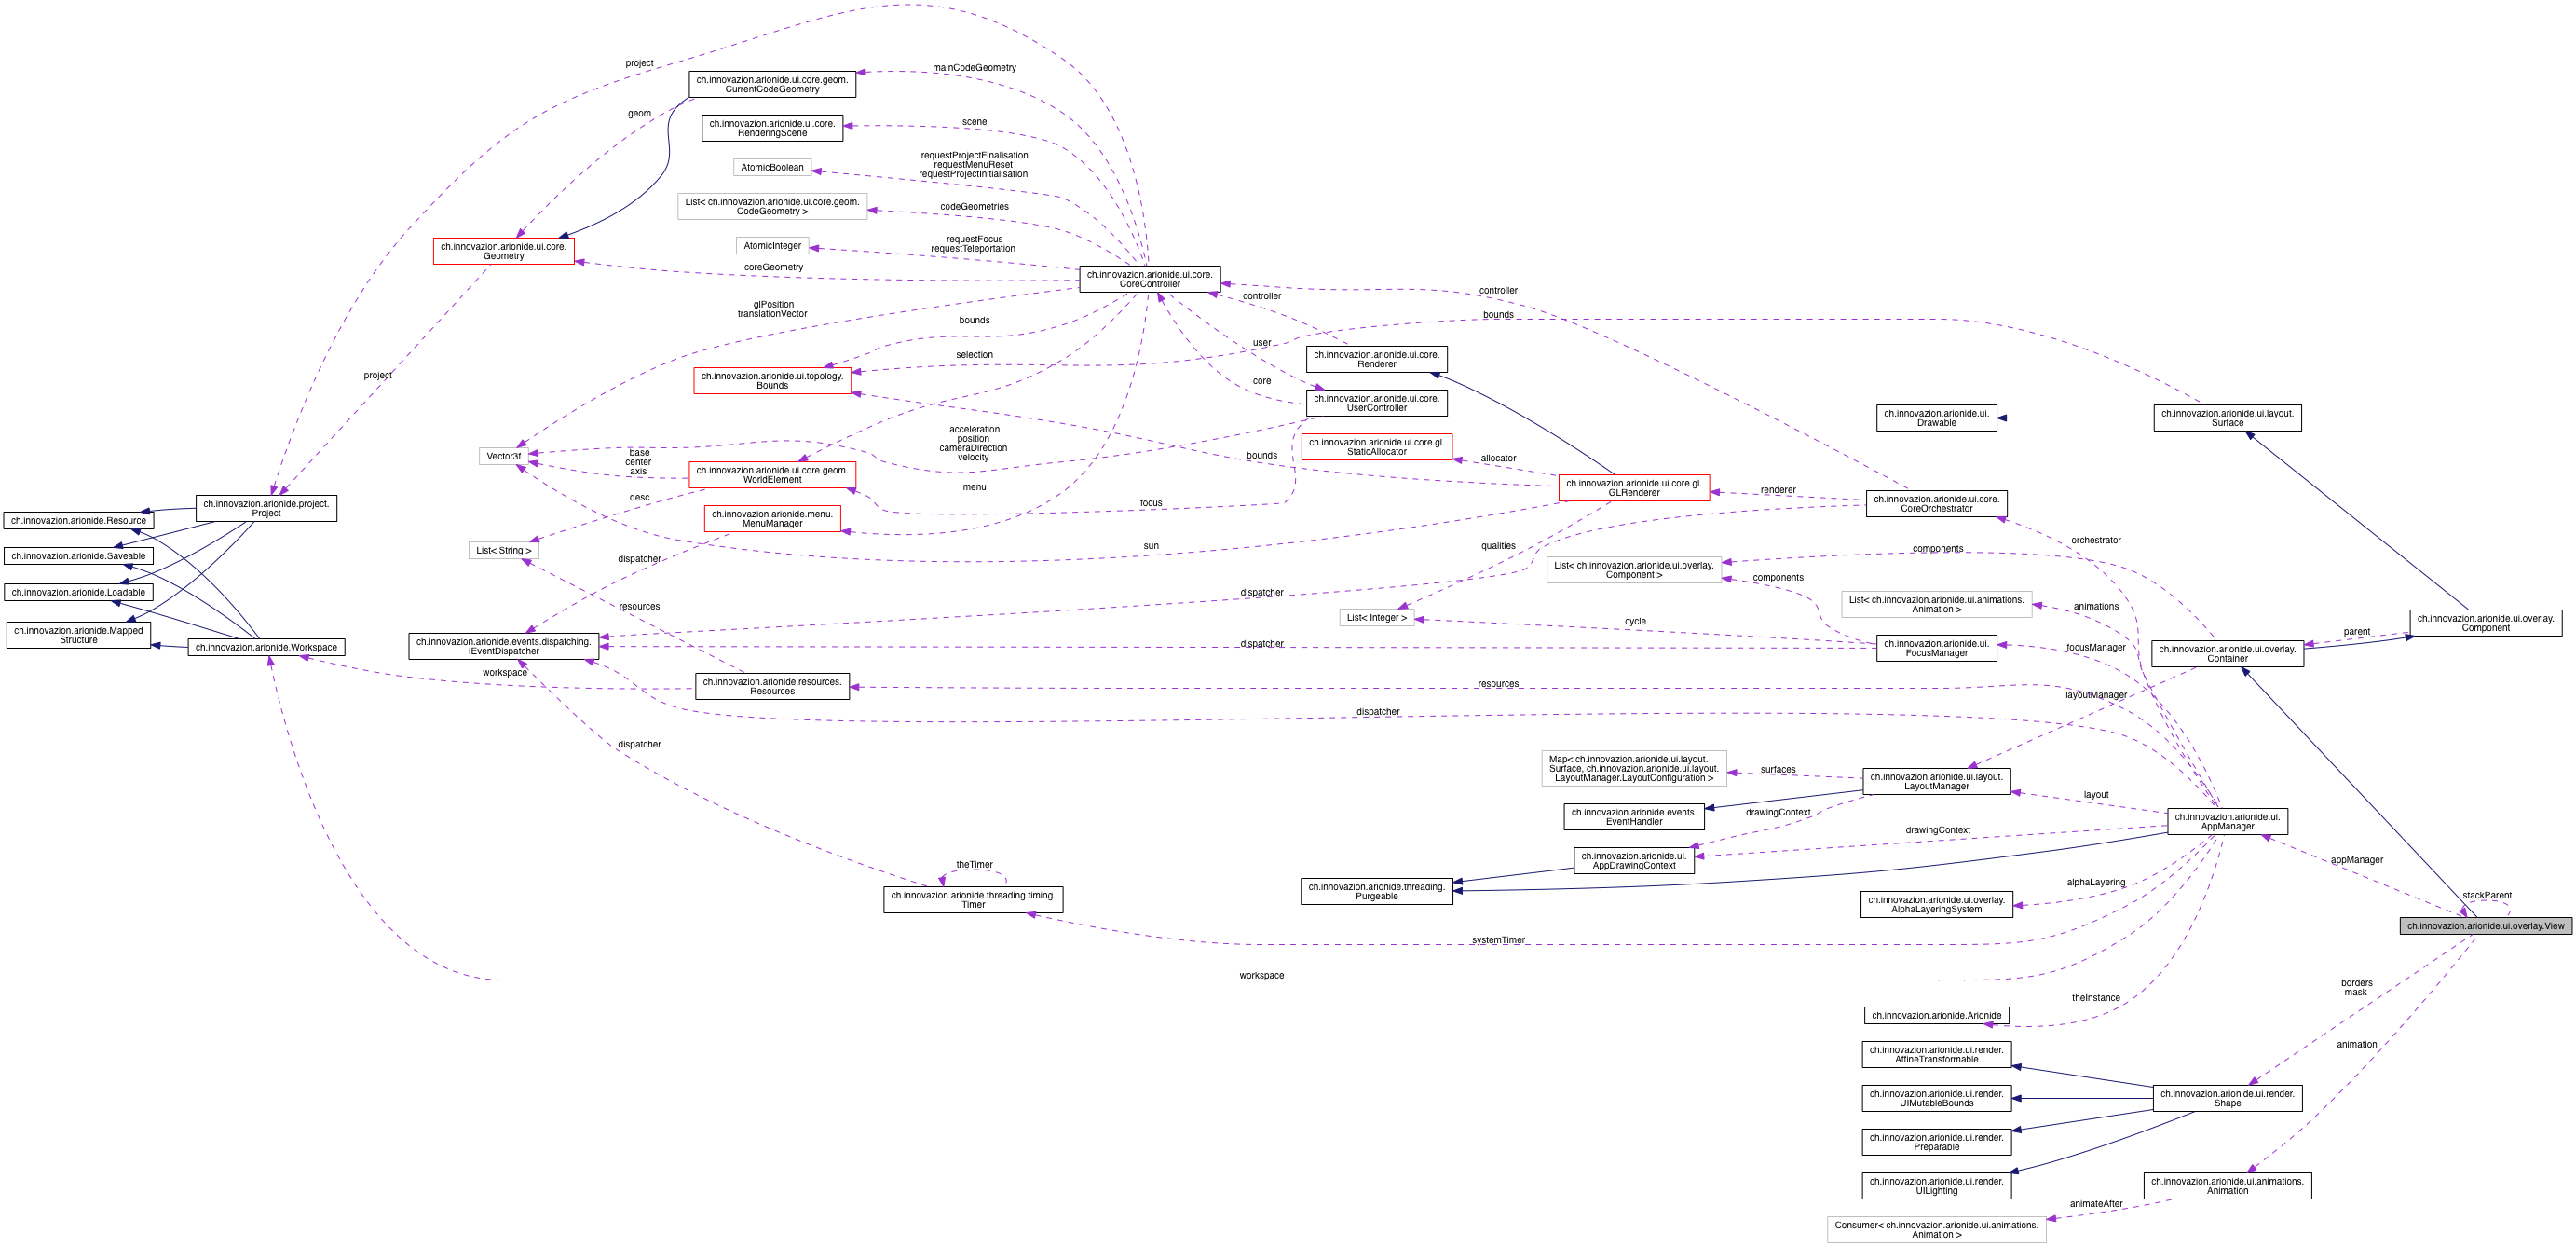 project
mainCodeGeometry
ch.innovazion.arionide.ui.core.geom.
CurrentCodeGeometry
geom
ch.innovazion.arionide.ui.core.
RenderingScene
scene
AtomicBoolean
requestProjectFinalisation
requestMenuReset
requestProjectInitialisation
List< ch.innovazion.arionide.ui.core.geom.
CodeGeometry >
codeGeometries
ch.innovazion.arionide.ui.core.
Geometry
AtomicInteger
requestFocus
requestTeleportation
coreGeometry
ch.innovazion.arionide.ui.core.
CoreController
controller
controller
glPosition
translationVector
bounds
bounds
user
selection
ch.innovazion.arionide.ui.core.
Renderer
project
ch.innovazion.arionide.ui.topology.
Bounds
core
ch.innovazion.arionide.ui.core.
UserController
ch.innovazion.arionide.ui.
Drawable
ch.innovazion.arionide.ui.layout.
Surface
acceleration
position
cameraDirection
velocity
ch.innovazion.arionide.ui.core.gl.
StaticAllocator
Vector3f
base
center
axis
ch.innovazion.arionide.ui.core.geom.
WorldElement
bounds
allocator
ch.innovazion.arionide.ui.core.gl.
GLRenderer
renderer
ch.innovazion.arionide.ui.core.
CoreOrchestrator
menu
desc
focus
ch.innovazion.arionide.project.
Project
ch.innovazion.arionide.Resource
ch.innovazion.arionide.menu.
MenuManager
List< String >
dispatcher
sun
qualities
orchestrator
components
ch.innovazion.arionide.Saveable
List< ch.innovazion.arionide.ui.overlay.
Component >
components
ch.innovazion.arionide.Loadable
resources
dispatcher
List< Integer >
cycle
List< ch.innovazion.arionide.ui.animations.
Animation >
animations
ch.innovazion.arionide.ui.overlay.
Component
ch.innovazion.arionide.Mapped
Structure
ch.innovazion.arionide.Workspace
ch.innovazion.arionide.events.dispatching.
IEventDispatcher
dispatcher
ch.innovazion.arionide.ui.
FocusManager
focusManager
ch.innovazion.arionide.ui.overlay.
Container
parent
workspace
ch.innovazion.arionide.resources.
Resources
resources
layoutManager
dispatcher
dispatcher
Map< ch.innovazion.arionide.ui.layout.
Surface, ch.innovazion.arionide.ui.layout.
LayoutManager.LayoutConfiguration >
surfaces
ch.innovazion.arionide.ui.layout.
LayoutManager
layout
ch.innovazion.arionide.events.
EventHandler
drawingContext
drawingContext
ch.innovazion.arionide.ui.
AppManager
ch.innovazion.arionide.ui.
AppDrawingContext
appManager
theTimer
ch.innovazion.arionide.threading.timing.
Timer
ch.innovazion.arionide.threading.
Purgeable
alphaLayering
ch.innovazion.arionide.ui.overlay.
AlphaLayeringSystem
stackParent
ch.innovazion.arionide.ui.overlay.View
systemTimer
workspace
theInstance
borders
mask
ch.innovazion.arionide.Arionide
ch.innovazion.arionide.ui.render.
AffineTransformable
animation
ch.innovazion.arionide.ui.render.
UIMutableBounds
ch.innovazion.arionide.ui.render.
Shape
ch.innovazion.arionide.ui.render.
Preparable
ch.innovazion.arionide.ui.render.
UILighting
ch.innovazion.arionide.ui.animations.
Animation
animateAfter
Consumer< ch.innovazion.arionide.ui.animations.
Animation >